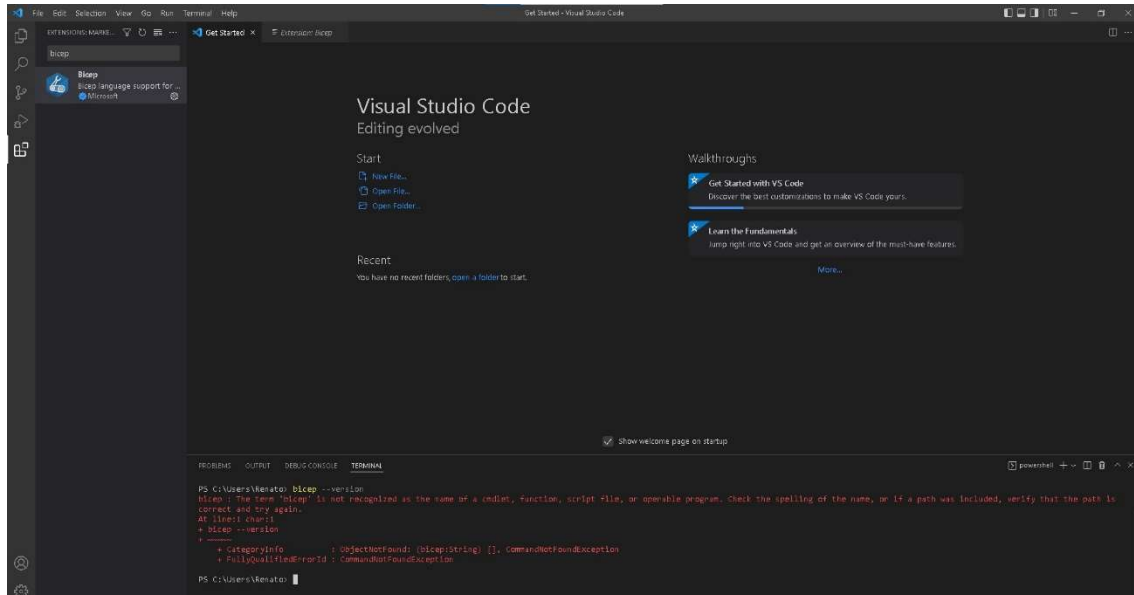 File Edit Selection View Go Run Terminal Help
Get Started - Visual Studio Code
EXTENSIONS: MARKE...
Get Started
Extension: Bicep
bicep
Bicep
Bicep language support for ...
Microsoft
Visual Studio Code
Editing evolved
Start
New File...
Open File...
Open Folder...
Recent
You have no recent folders, open a folder to start.
Walkthroughs
Get Started with VS Code
Discover the best customizations to make VS Code yours.
Learn the Fundamentals
Jump right into VS Code and get an overview of the must-have features.
More...
Show welcome page on startup
PROBLEMS OUTPUT DEBUG CONSOLE TERMINAL
powershell
PS C:\Users\Renato> bicep --version
bicep : The term 'bicep' is not recognized as the name of a cmdlet, function, script file, or operable program. Check the spelling of the name, or if a path was included, verify that the path is
correct and try again.
At line:1 char:1
+ bicep --version
+ ~~~~~
+ CategoryInfo : ObjectNotFound: (bicep:String) [], CommandNotFoundException
+ FullyQualifiedErrorId : CommandNotFoundException
PS C:\Users\Renato>